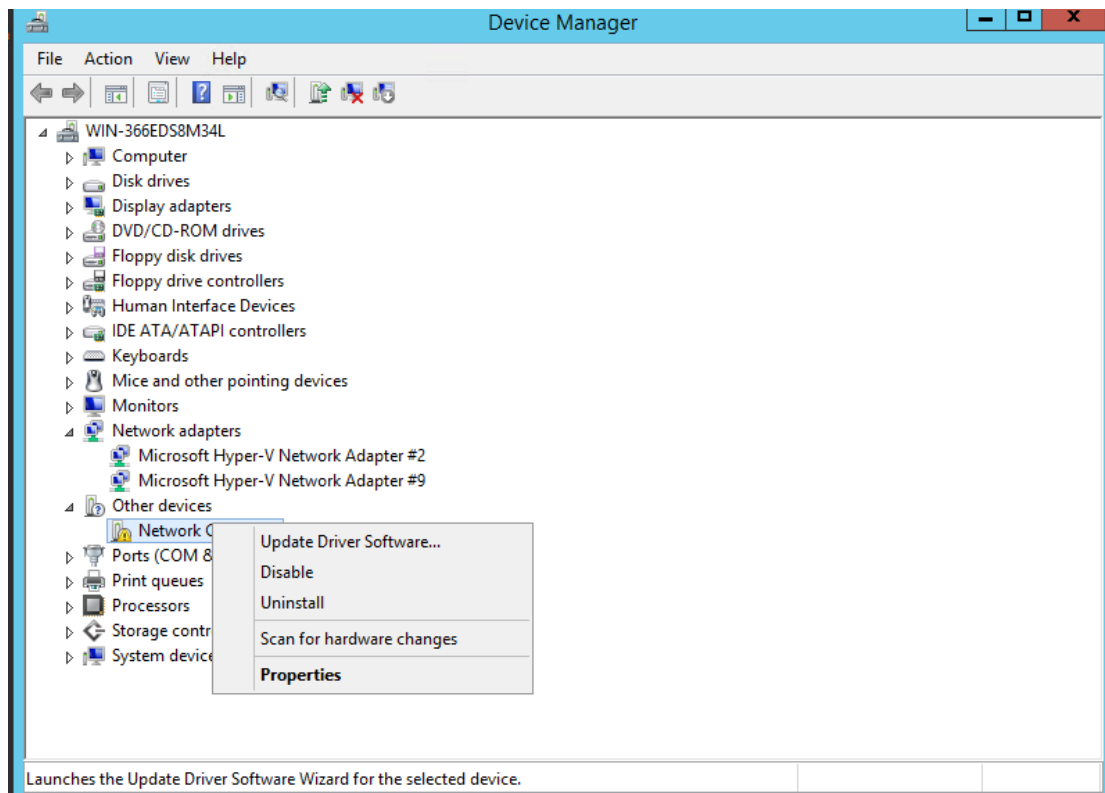 Device Manager
File Action View Help
WIN-366EDS8M34L
Computer
Disk drives
Display adapters
DVD/CD-ROM drives
Floppy disk drives
Floppy drive controllers
Human Interface Devices
IDE ATA/ATAPI controllers
Keyboards
Mice and other pointing devices
Monitors
Network adapters
Microsoft Hyper-V Network Adapter #2
Microsoft Hyper-V Network Adapter #9
Other devices
Network
Update Driver Software...
Disable
Uninstall
Scan for hardware changes
Properties
Ports (COM &
Print queues
Processors
Storage
System
Launches the Update Driver Software Wizard for the selected device.